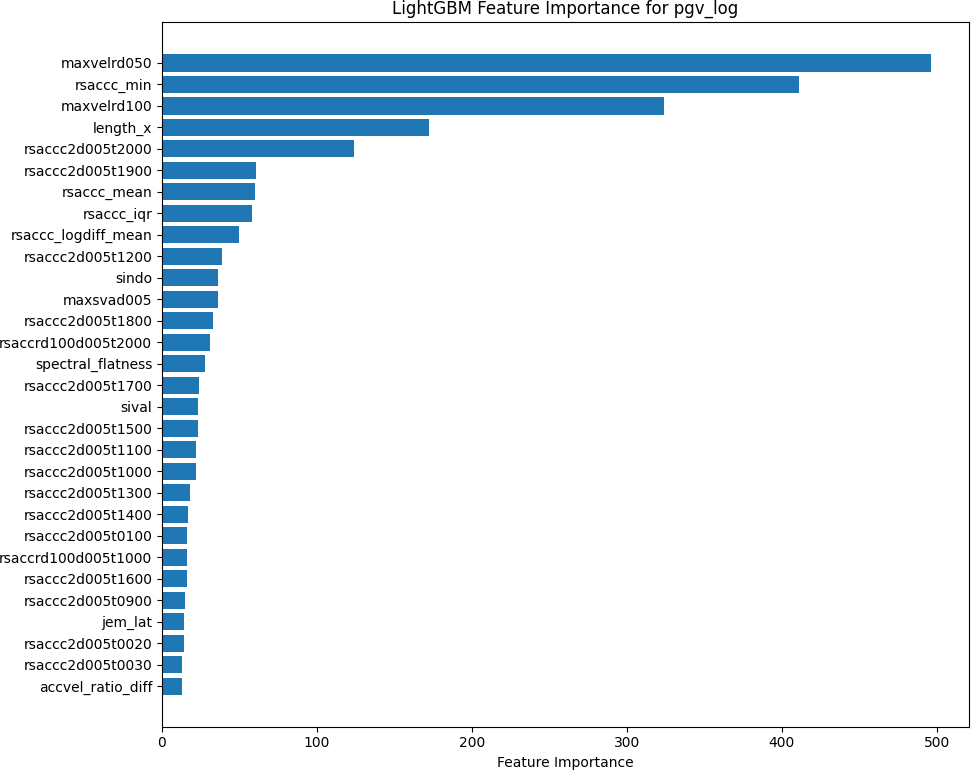 LightGBM Feature Importance for pgv_log
maxvelrd050
rsaccc_min
maxvelrd100
length_x
rsaccc2d005t2000
rsaccc2d005t1900
rsaccc_mean
rsaccc_iqr
rsaccc_logdiff_mean
rsaccc2d005t1200
sindo
maxsvad005
rsaccc2d005t1800
rsaccrd100d005t2000
spectral_flatness
rsaccc2d005t1700
sival
rsaccc2d005t1500
rsaccc2d005t1100
rsaccc2d005t1000
rsaccc2d005t1300
rsaccc2d005t1400
rsaccc2d005t0100
rsaccrd100d005t1000
rsaccc2d005t1600
rsaccc2d005t0900
jem_lat
rsaccc2d005t0020
rsaccc2d005t0030
accvel_ratio_diff
0 100 200 300 400 500
Feature Importance